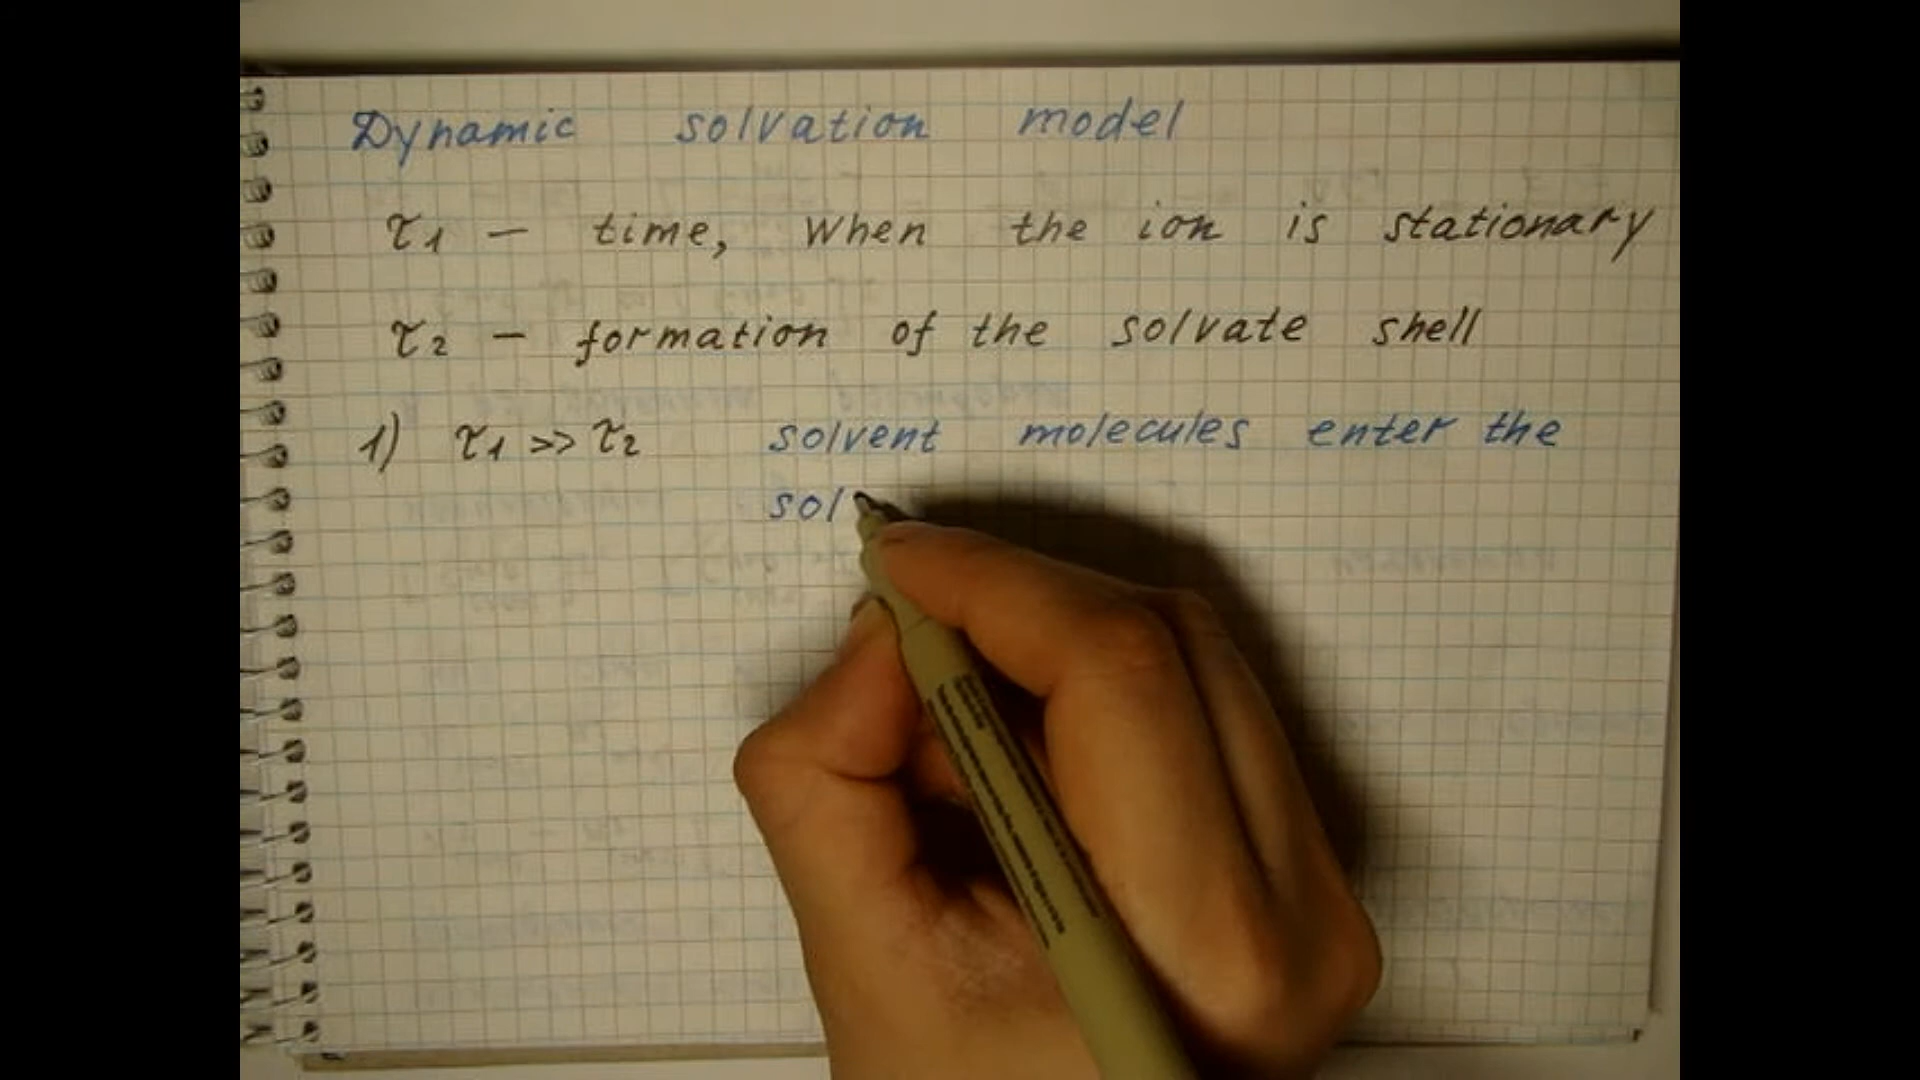 Dynamic solvation model
τ1 – time, when the ion is stationary
τ2 – formation of the solvate shell
1) τ1 >> τ2 solvent molecules enter the
sol